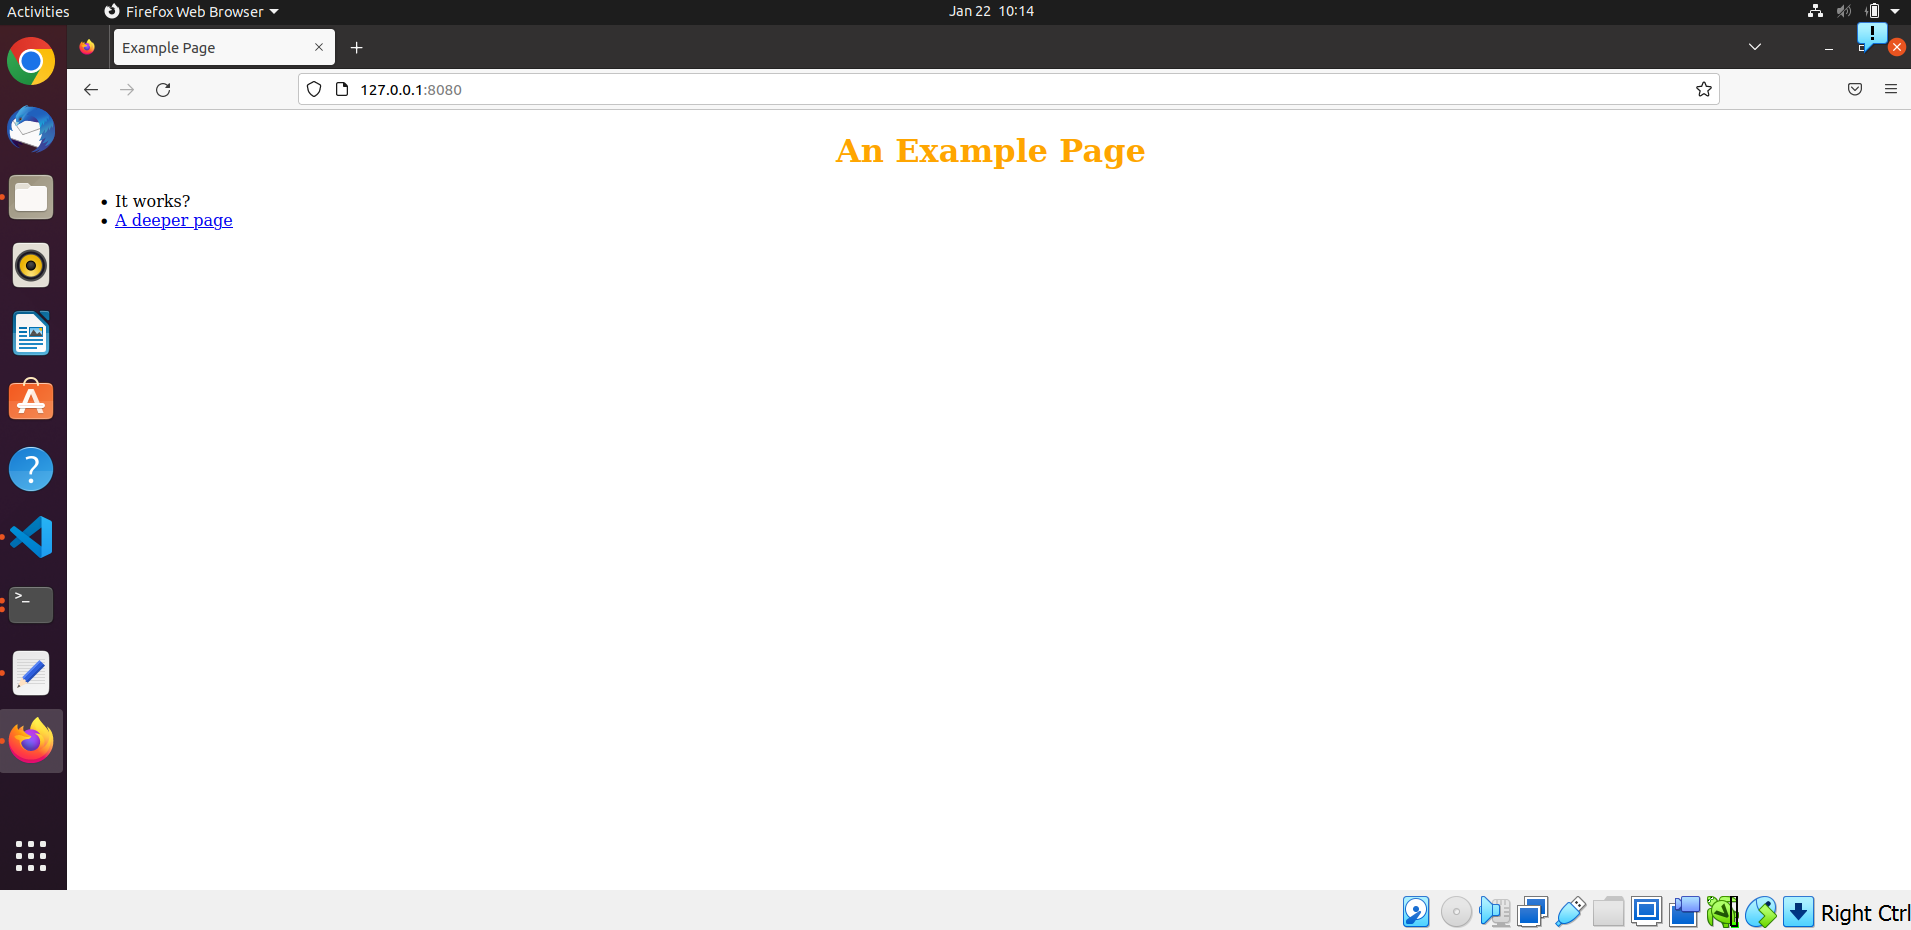 Activities
Firefox Web Browser
Jan 22 10:14
Example Page
127.0.0.1:8080
An Example Page
It works?
A deeper page
Right Ctrl